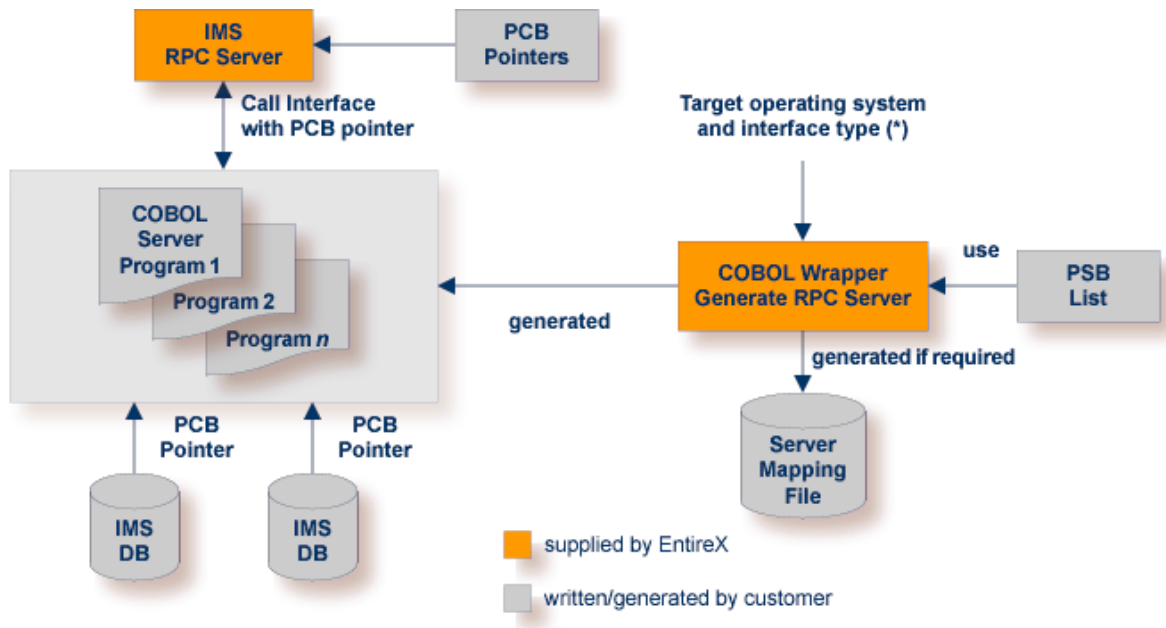 IMS
RPC Server
PCB
Pointers
Call Interface
with PCB pointer
Target operating system
and interface type (*)
COBOL
Server
Program 1
Program 2
Program n
generated
COBOL Wrapper
Generate RPC Server
use
PSB
List
generated if required
Server
Mapping
File
PCB
Pointer
PCB
Pointer
IMS
DB
IMS
DB
supplied by EntireX
written/generated by customer